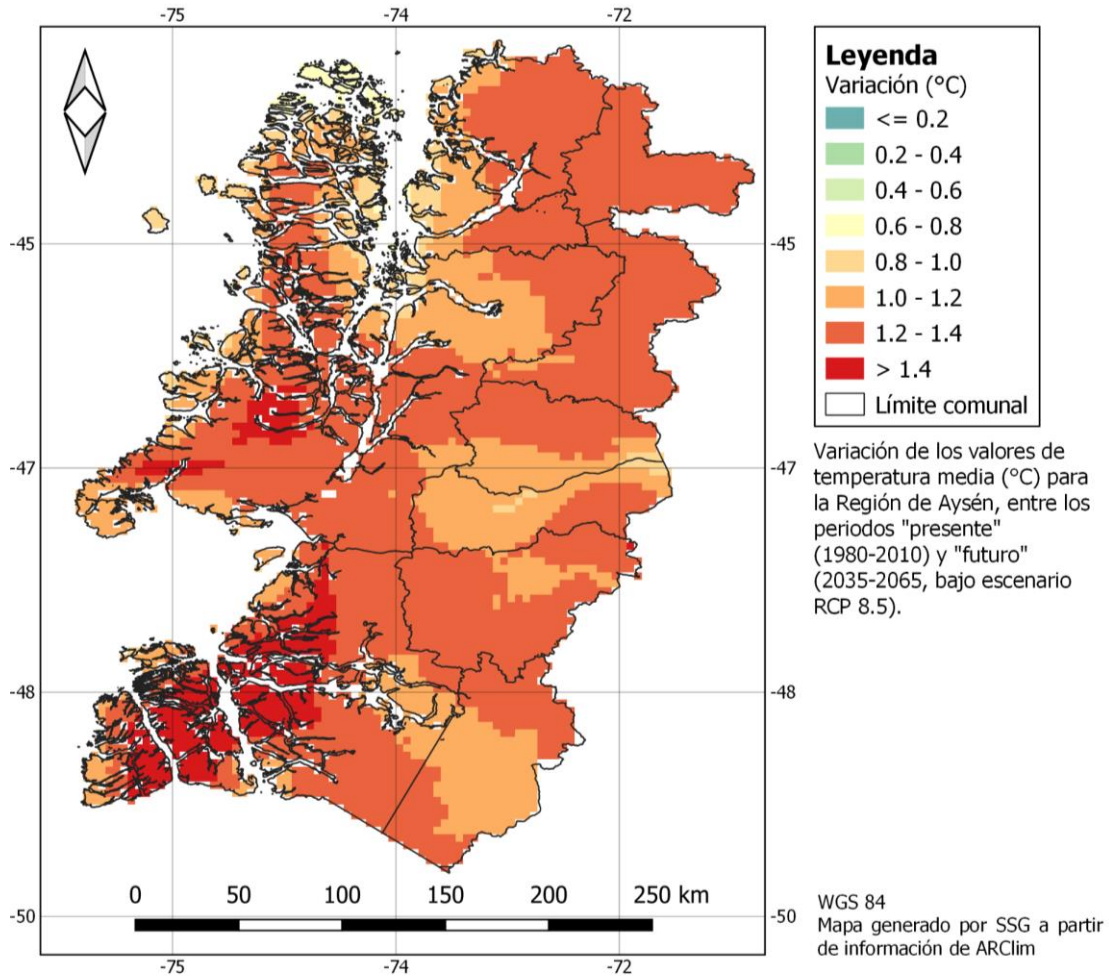 -75
-74
-72
-45
-45
-47
-47
-48
-48
-50
-50
-75
-74
-72
0 50 100 150 200 250 km
Leyenda
Variación (°C)
<= 0.2
0.2 - 0.4
0.4 - 0.6
0.6 - 0.8
0.8 - 1.0
1.0 - 1.2
1.2 - 1.4
> 1.4
Límite comunal
Variación de los valores de
temperatura media (°C) para
la Región de Aysén, entre los
periodos "presente"
(1980-2010) y "futuro"
(2035-2065, bajo escenario
RCP 8.5).
WGS 84
Mapa generado por SSG a partir
de información de ARClim